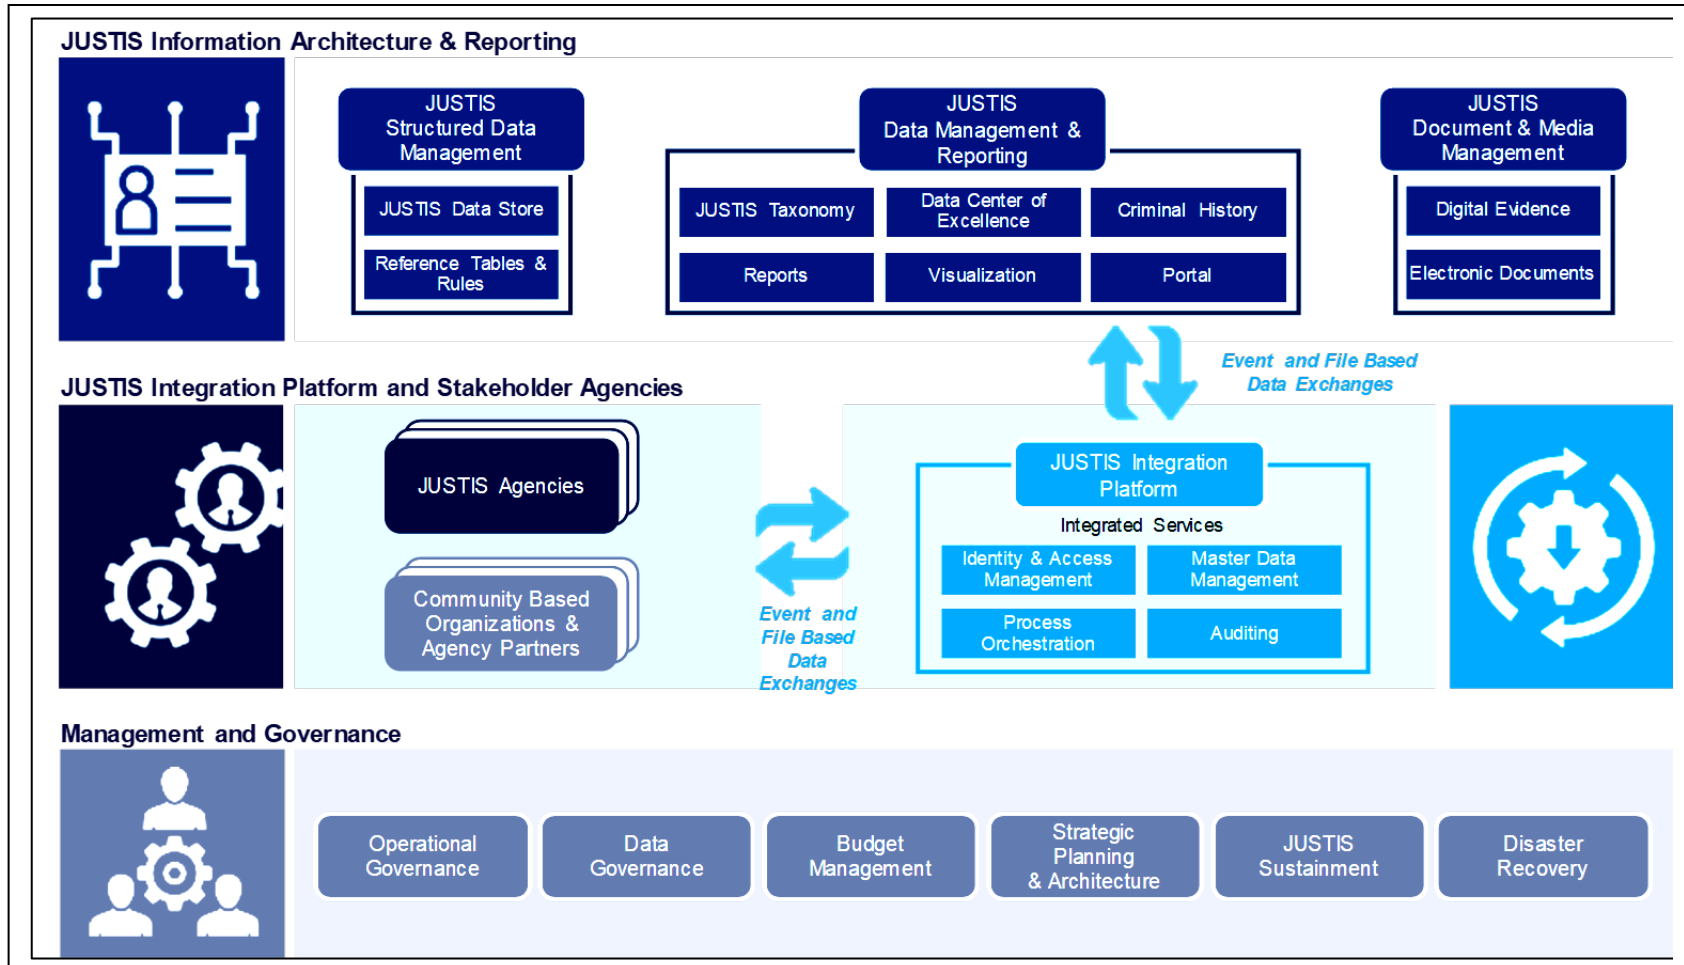 JUSTIS Information Architecture & Reporting
JUSTIS
Structured Data
Management
JUSTIS Data Store
Reference Tables &
Rules
JUSTIS
Data Management &
Reporting
JUSTIS Taxonomy
Data Center of
Excellence
Criminal History
Reports
Visualization
Portal
JUSTIS
Document & Media
Management
Digital Evidence
Electronic Documents
Event and File Based
Data Exchanges
JUSTIS Integration Platform and Stakeholder Agencies
JUSTIS Agencies
Community Based
Organizations &
Agency Partners
Event and
File Based
Data
Exchanges
JUSTIS Integration
Platform
Integrated Services
Identity & Access
Management
Master Data
Management
Process
Orchestration
Auditing
Management and Governance
Operational
Governance
Data
Governance
Budget
Management
Strategic
Planning
& Architecture
JUSTIS
Sustainment
Disaster
Recovery